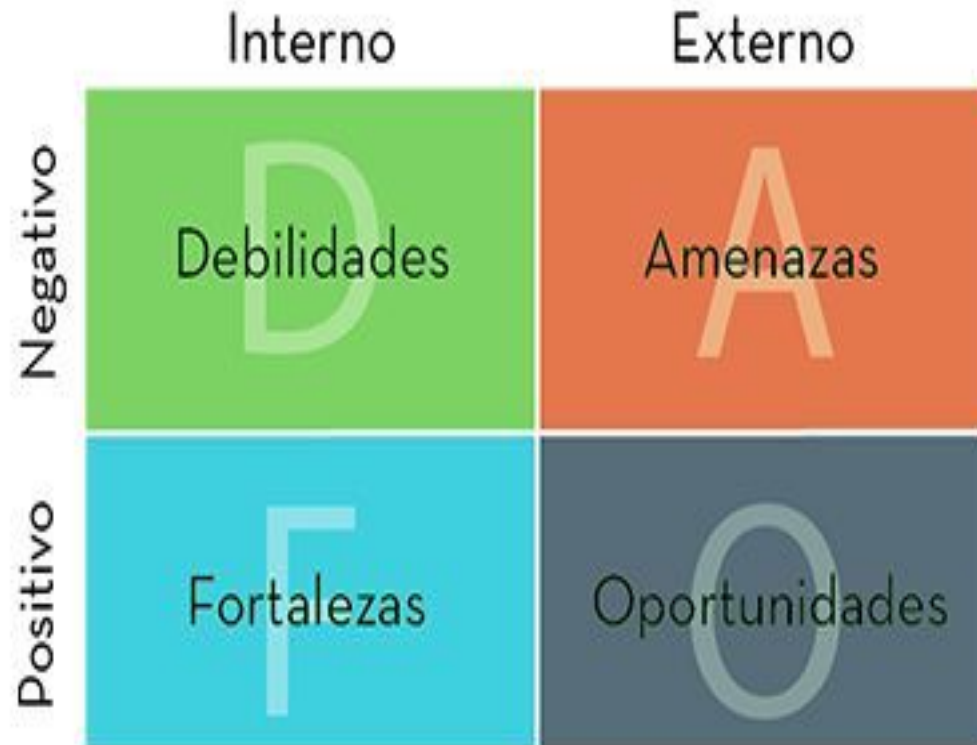 Interno Externo
Negativo
D A
Debilidades Amenazas
Positivo
F O
Fortalezas Oportunidades